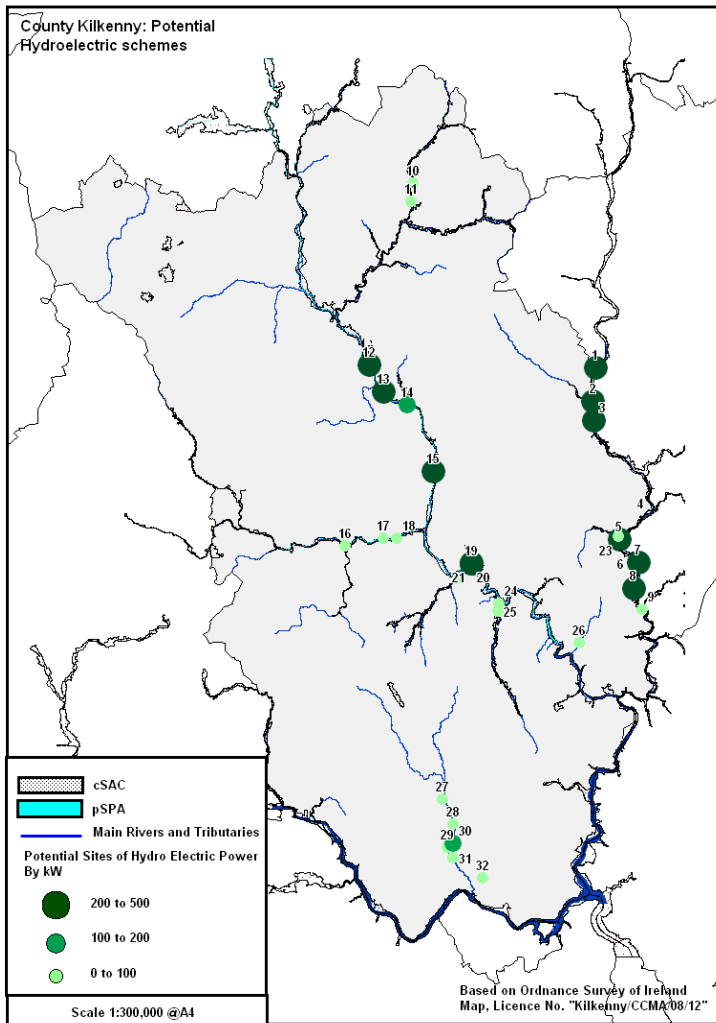 County Kilkenny: Potential
Hydroelectric schemes
10
11
1
12
13
2
14
3
15
4
5
16
17
18
23
6
7
19
21
20
8
24
25
9
26
27
28
30
29
31
32
cSAC
pSPA
Main Rivers and Tributaries
Potential Sites of Hydro Electric Power
By kW
200 to 500
100 to 200
0 to 100
Scale 1:300,000 @A4
Based on Ordnance Survey of Ireland
Map, Licence No. "Kilkenny/CCMA/08/12"